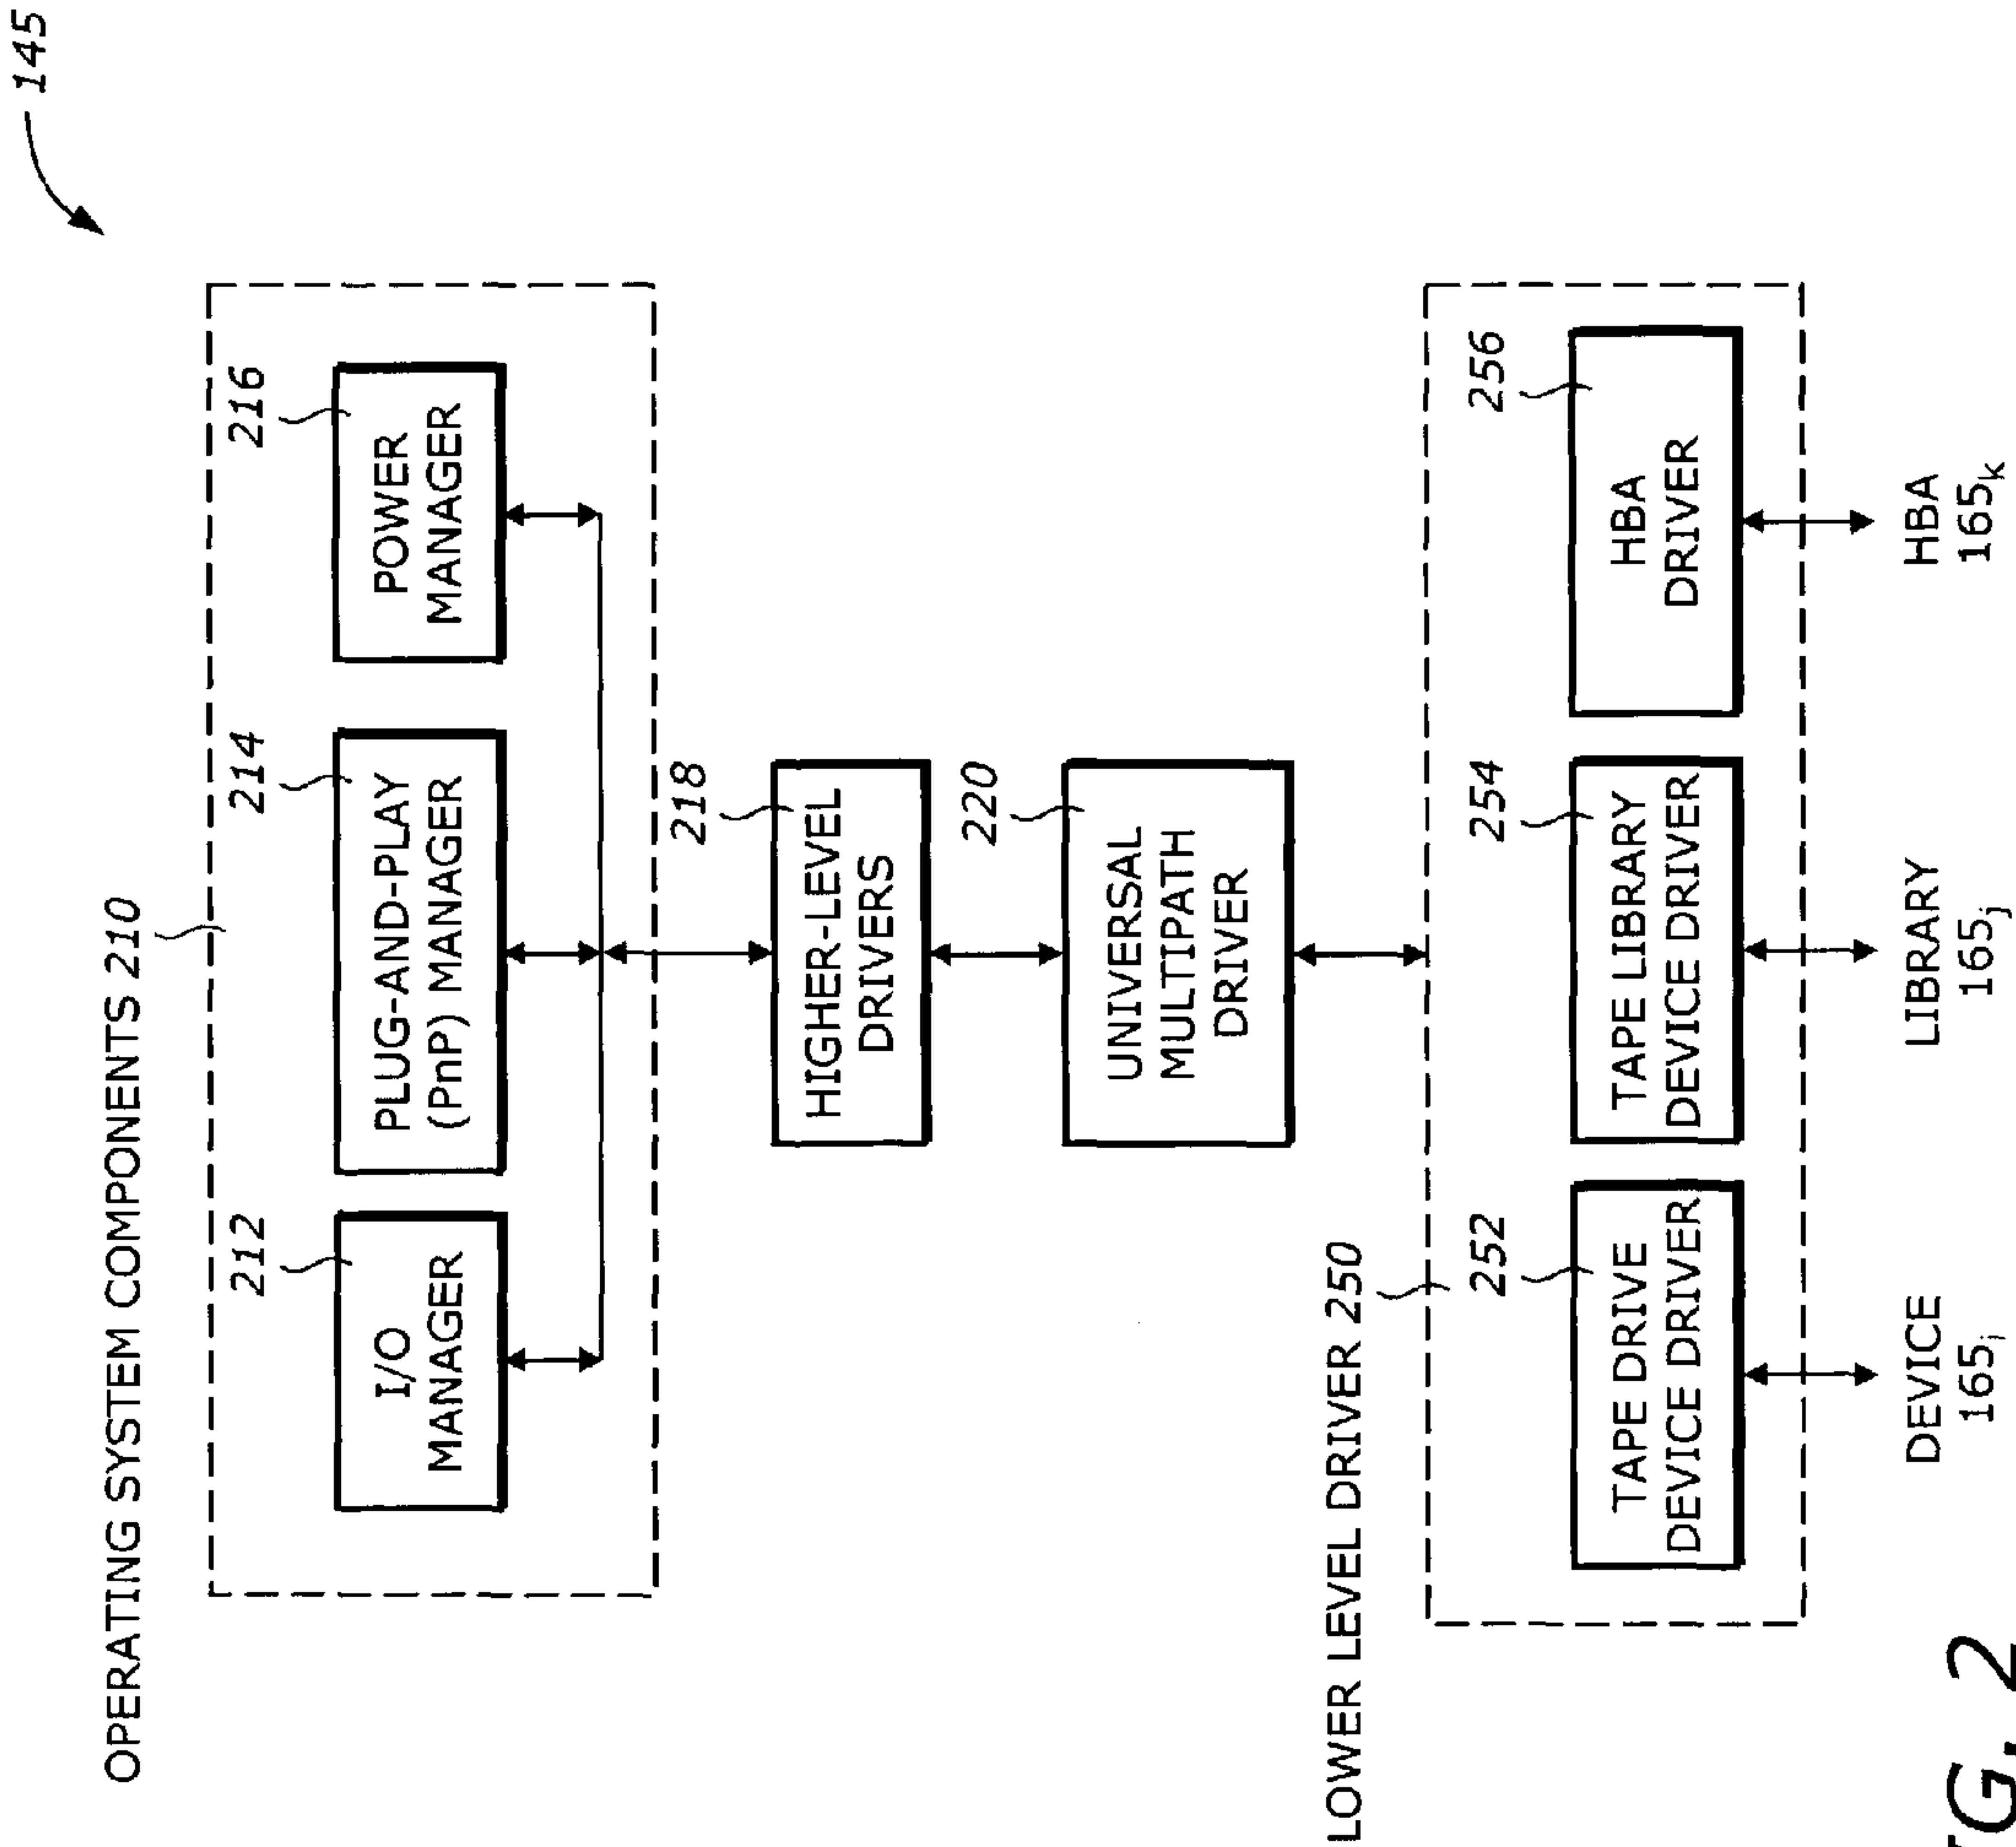 145
OPERATING SYSTEM COMPONENTS 210
212
214
216
I/O
MANAGER
PLUG-AND-PLAY
(PnP) MANAGER
POWER
MANAGER
218
HIGHER-LEVEL
DRIVERS
220
UNIVERSAL
MULTIPATH
DRIVER
LOWER LEVEL DRIVER 250
252
254
256
TAPE DRIVE
DEVICE DRIVER
TAPE LIBRARY
DEVICE DRIVER
HBA
DRIVER
DEVICE
165i
LIBRARY
165j
HBA
165k
G. 2